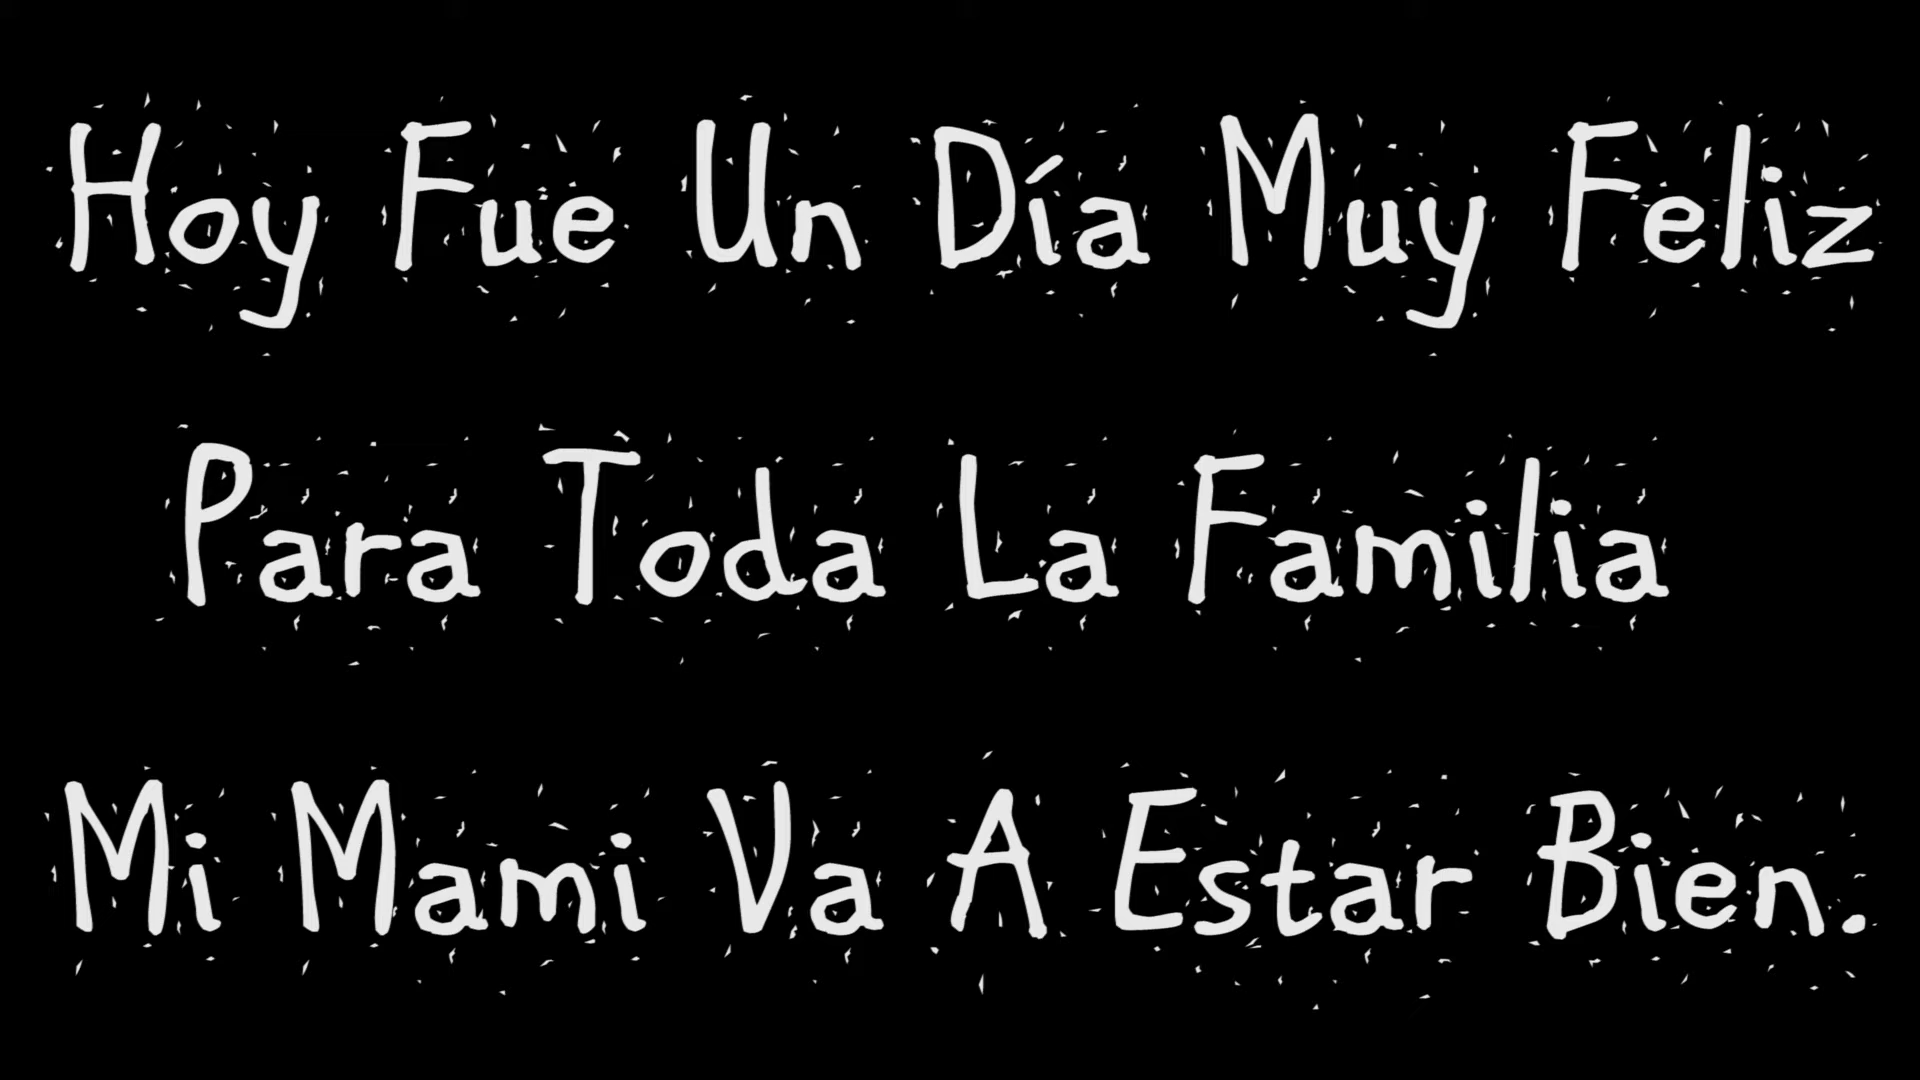 Hoy Fue Un Día Muy Feliz
Para Toda La Familia
Mi Mami Va A Estar Bien.